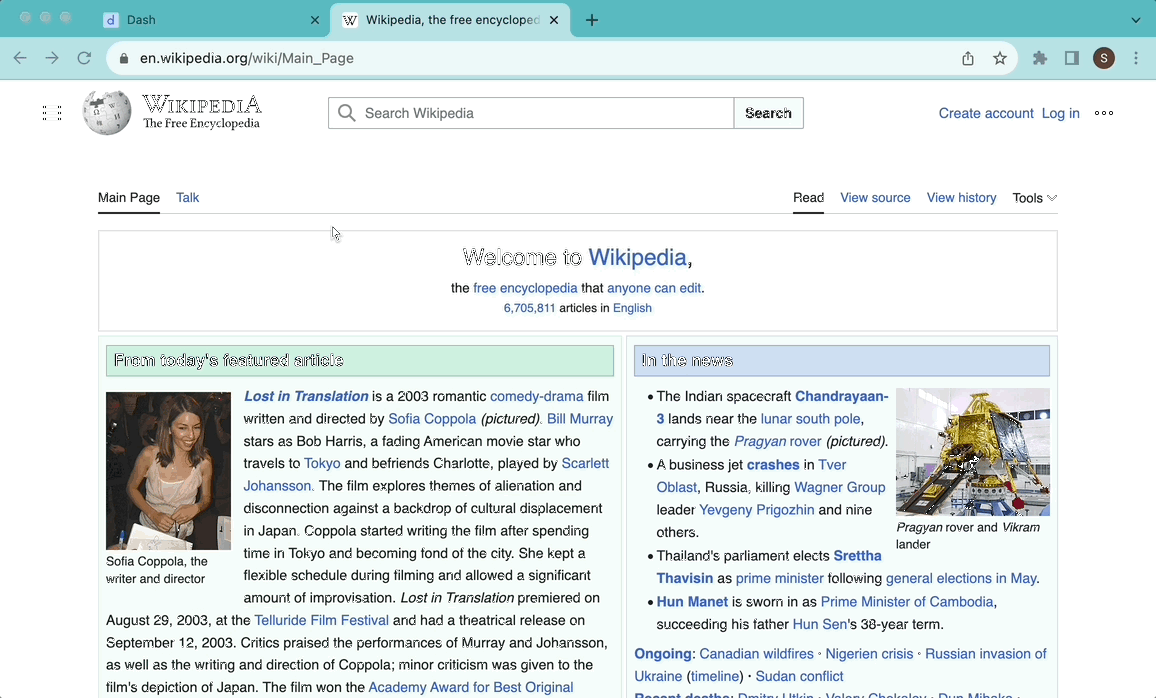 Dash
Wikipedia, the free encycloped
S
en.wikipedia.org/wiki/Main_Page
WIKIPEDIA
The Free Encyclopedia
Search Wikipedia
Search
Create account Log in
Main Page Talk
Read View source View history Tools
Welcome to Wikipedia,
the free encyclopedia that anyone can edit.
6,705,811 articles in English
From today's featured article
Lost in Translation is a 2003 romantic comedy-drama film
written and directed by Sofia Coppola (pictured). Bill Murray
stars as Bob Harris, a fading American movie star who
travels to Tokyo and befriends Charlotte, played by Scarlett
Johansson. The film explores themes of alienation and
disconnection against a backdrop of cultural displacement
in Japan. Coppola started writing the film after spending
time in Tokyo and becoming fond of the city. She kept a
flexible schedule during filming and allowed a significant
amount of improvisation. Lost in Translation premiered on
August 29, 2003, at the Telluride Film Festival and had a theatrical release on
September 12, 2003. Critics praised the performances of Murray and Johansson,
as well as the writing and direction of Coppola; minor criticism was given to the
film's depiction of Japan. The film won the Academy Award for Best Original
Sofia Coppola, the
writer and director
In the news
• The Indian spacecraft Chandrayaan-
3 lands near the lunar south pole,
carrying the Pragyan rover (pictured).
• A business jet crashes in Tver
Oblast, Russia, killing Wagner Group
leader Yevgeny Prigozhin and nine
others.
• Thailand's parliament elects Srettha
Thavisin as prime minister following general elections in May.
• Hun Manet is sworn in as Prime Minister of Cambodia,
succeeding his father Hun Sen's 38-year term.
Pragyan rover and Vikram
lander
Ongoing: Canadian wildfires · Nigerien crisis · Russian invasion of
Ukraine (timeline) · Sudan conflict
Recent deaths: Dmitry Utkin · Valery Chekalov · Dun Mihaka ·